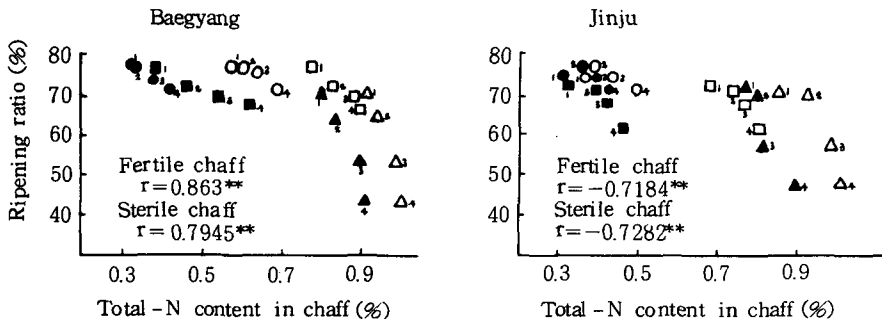 Baegyang
Jinju
Ripening ratio (%)
80
70
60
50
40
Fertile chaff
r=0.863**
Sterile chaff
r=0.7945**
0.3
0.5
0.7
0.9
Total-N content in chaff (%)
80
70
60
50
40
Fertile chaff
r=-0.7184**
Sterile chaff
r=-0.7282**
0.3
0.5
0.7
0.9
Total-N content in chaff (%)